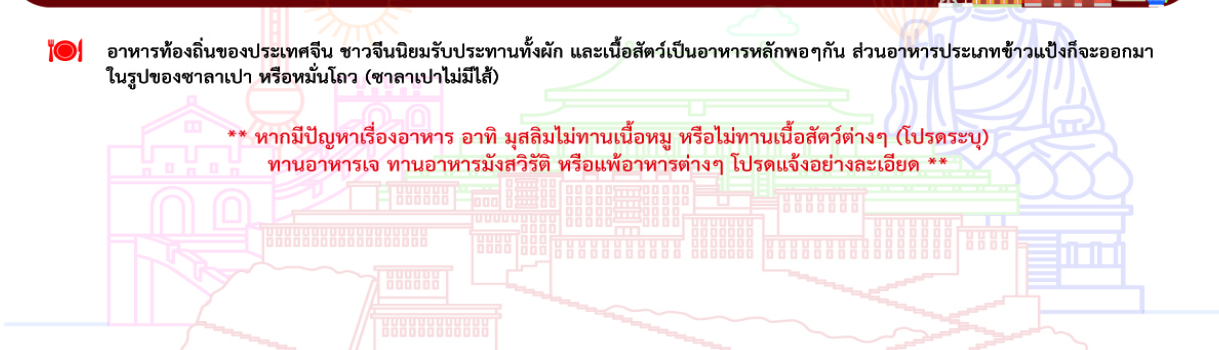 อาหารท้องถิ่นของประเทศจีน ชาวจีนนิยมรับประทานทั้งผัก และเนื้อสัตว์เป็นอาหารหลักพอๆกัน ส่วนอาหารประเภทข้าวแป้งก็จะออกมา
ในรูปของซาลาเปา หรือหมั่นโถว (ซาลาเปาไม่มีไส้)
** หากมีปัญหาเรื่องอาหาร อาทิ มุสลิมไม่ทานเนื้อหมู หรือไม่ทานเนื้อสัตว์ต่างๆ (โปรดระบุ)
ทานอาหารเจ ทานอาหารมังสวิรัติ หรือแพ้อาหารต่างๆ โปรดแจ้งอย่างละเอียด **